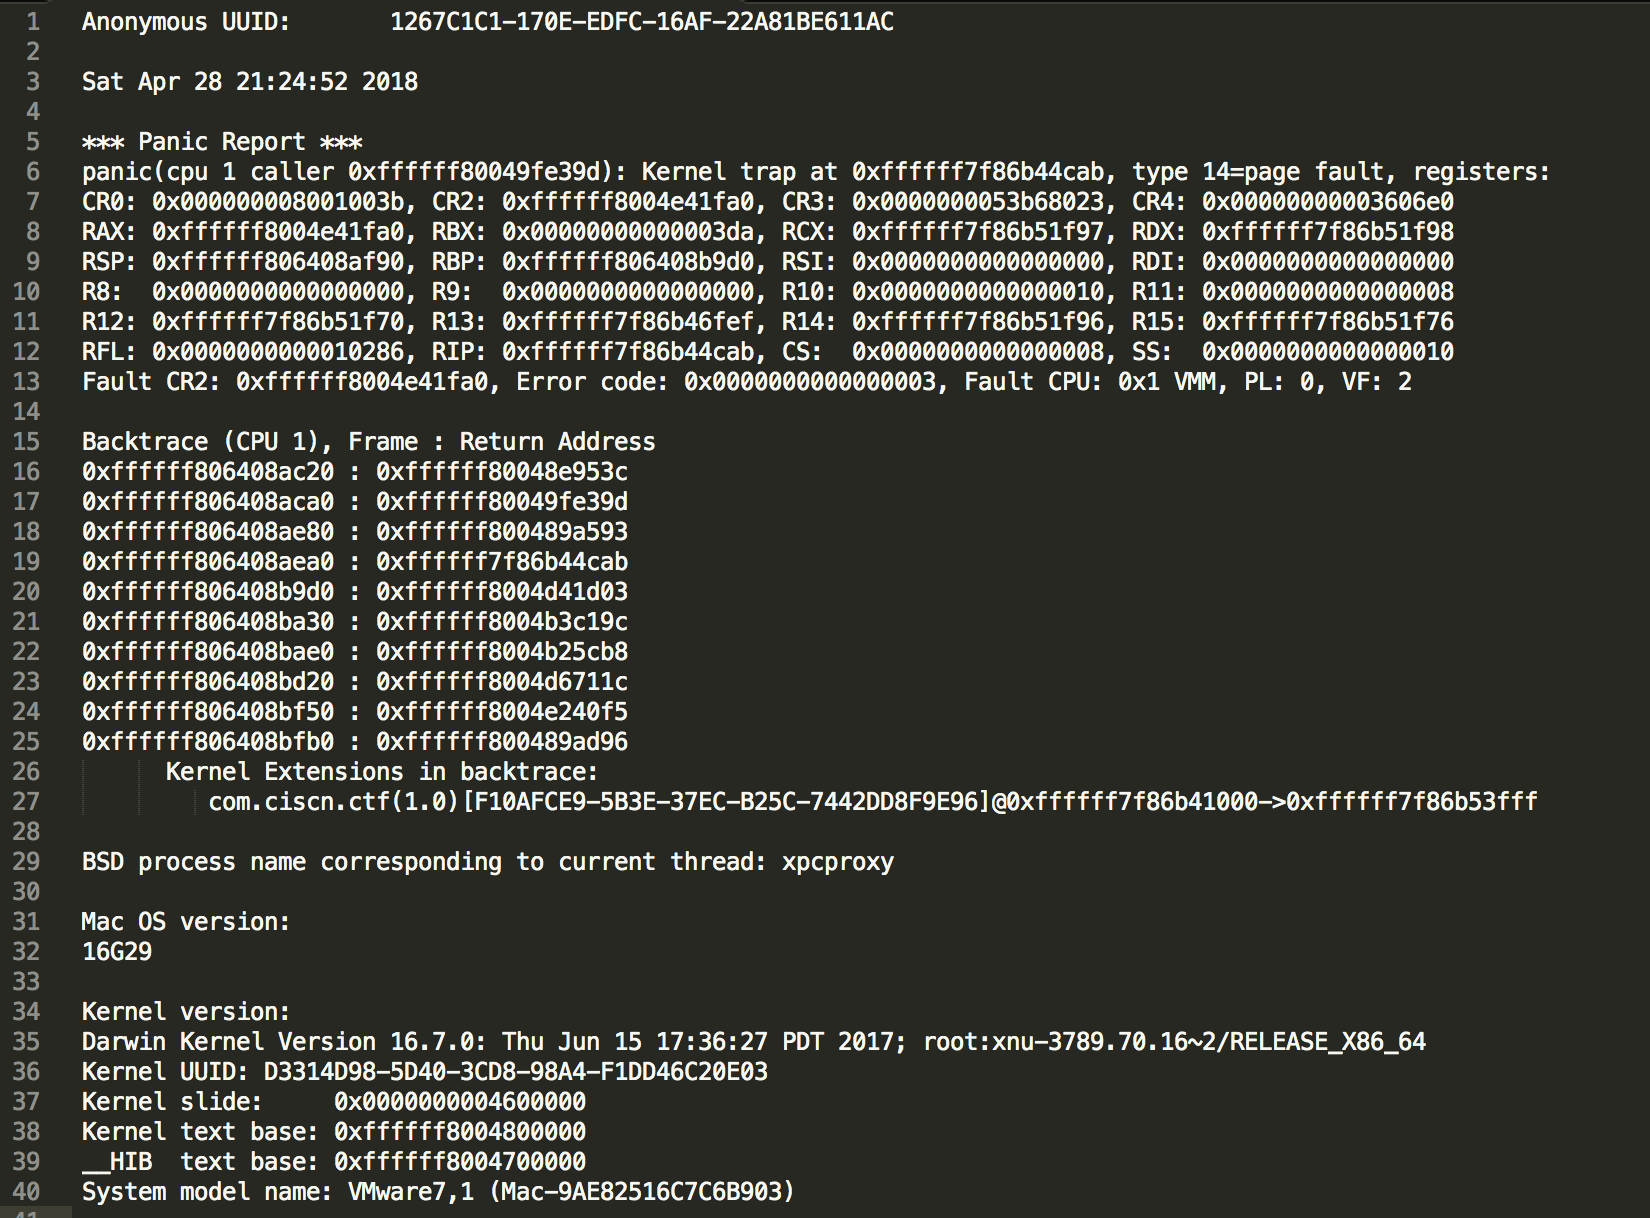 1 Anonymous UUID: 1267C1C1-170E-EDFC-16AF-22A81BE611AC
2
3 Sat Apr 28 21:24:52 2018
4
5 *** Panic Report ***
6 panic(cpu 1 caller 0xffffff80049fe39d): Kernel trap at 0xffffff7f86b44cab, type 14=page fault, registers:
7 CR0: 0x000000008001003b, CR2: 0xffffff8004e41fa0, CR3: 0x0000000053b68023, CR4: 0x00000000003606e0
8 RAX: 0xffffff8004e41fa0, RBX: 0x00000000000003da, RCX: 0xffffff7f86b51f97, RDX: 0xffffff7f86b51f98
9 RSP: 0xffffff806408af90, RBP: 0xffffff806408b9d0, RSI: 0x0000000000000000, RDI: 0x0000000000000000
10 R8: 0x0000000000000000, R9: 0x0000000000000000, R10: 0x0000000000000010, R11: 0x0000000000000008
11 R12: 0xffffff7f86b51f70, R13: 0xffffff7f86b46fef, R14: 0xffffff7f86b51f96, R15: 0xffffff7f86b51f76
12 RFL: 0x0000000000010286, RIP: 0xffffff7f86b44cab, CS: 0x0000000000000008, SS: 0x0000000000000010
13 Fault CR2: 0xffffff8004e41fa0, Error code: 0x0000000000000003, Fault CPU: 0x1 VMM, PL: 0, VF: 2
14
15 Backtrace (CPU 1), Frame : Return Address
16 0xffffff806408ac20 : 0xffffff80048e953c
17 0xffffff806408aca0 : 0xffffff80049fe39d
18 0xffffff806408ae80 : 0xffffff800489a593
19 0xffffff806408aea0 : 0xffffff7f86b44cab
20 0xffffff806408b9d0 : 0xffffff8004d41d03
21 0xffffff806408ba30 : 0xffffff8004b3c19c
22 0xffffff806408bae0 : 0xffffff8004b25cb8
23 0xffffff806408bd20 : 0xffffff8004d6711c
24 0xffffff806408bf50 : 0xffffff8004e240f5
25 0xffffff806408bfb0 : 0xffffff800489ad96
26 Kernel Extensions in backtrace:
27 com.ciscn.ctf(1.0)[F10AFCE9-5B3E-37EC-B25C-7442DD8F9E96]@0xffffff7f86b41000->0xffffff7f86b53fff
28
29 BSD process name corresponding to current thread: xpcproxy
30
31 Mac OS version:
32 16G29
33
34 Kernel version:
35 Darwin Kernel Version 16.7.0: Thu Jun 15 17:36:27 PDT 2017; root:xnu-3789.70.16~2/RELEASE_X86_64
36 Kernel UUID: D3314D98-5D40-3CD8-98A4-F1DD46C20E03
37 Kernel slide: 0x0000000004600000
38 Kernel text base: 0xffffff8004800000
39 __HIB text base: 0xffffff8004700000
40 System model name: VMware7,1 (Mac-9AE82516C7C6B903)
41